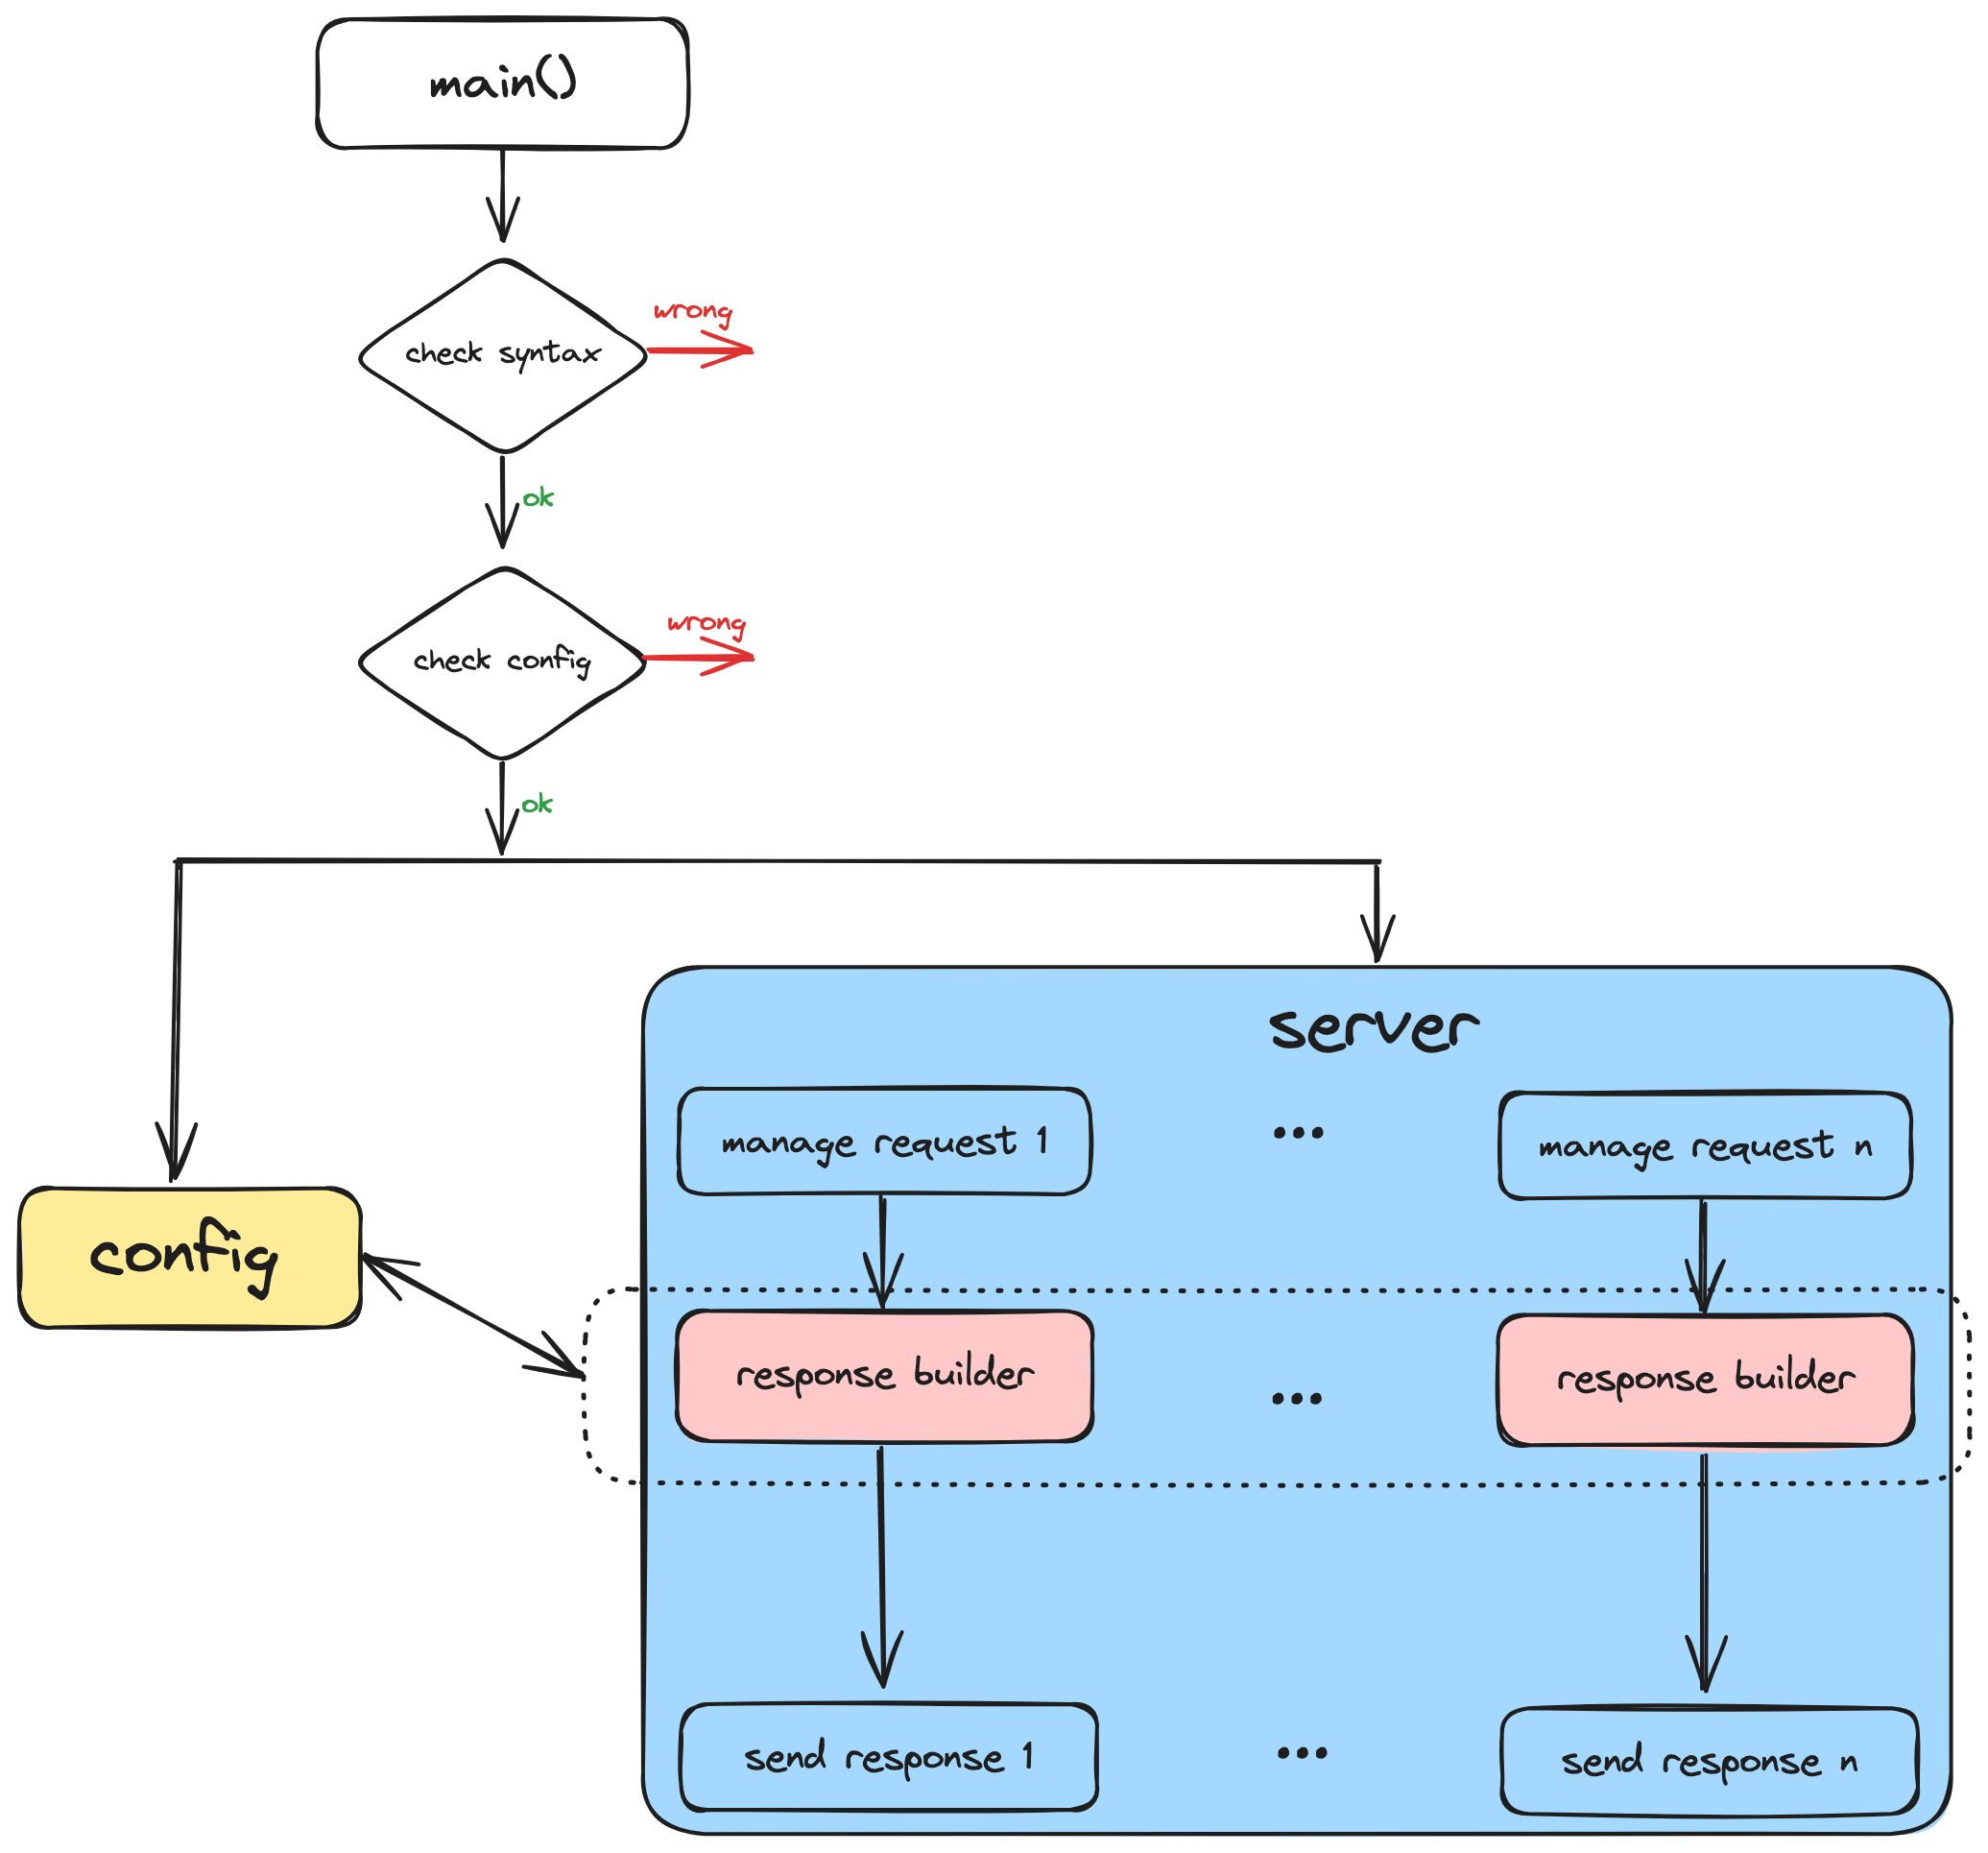 main()
wrong
check syntax
ok
wrong
check config
ok
server
manage request 1
...
manage request n
config
response builder
...
response builder
send response 1
...
send response n